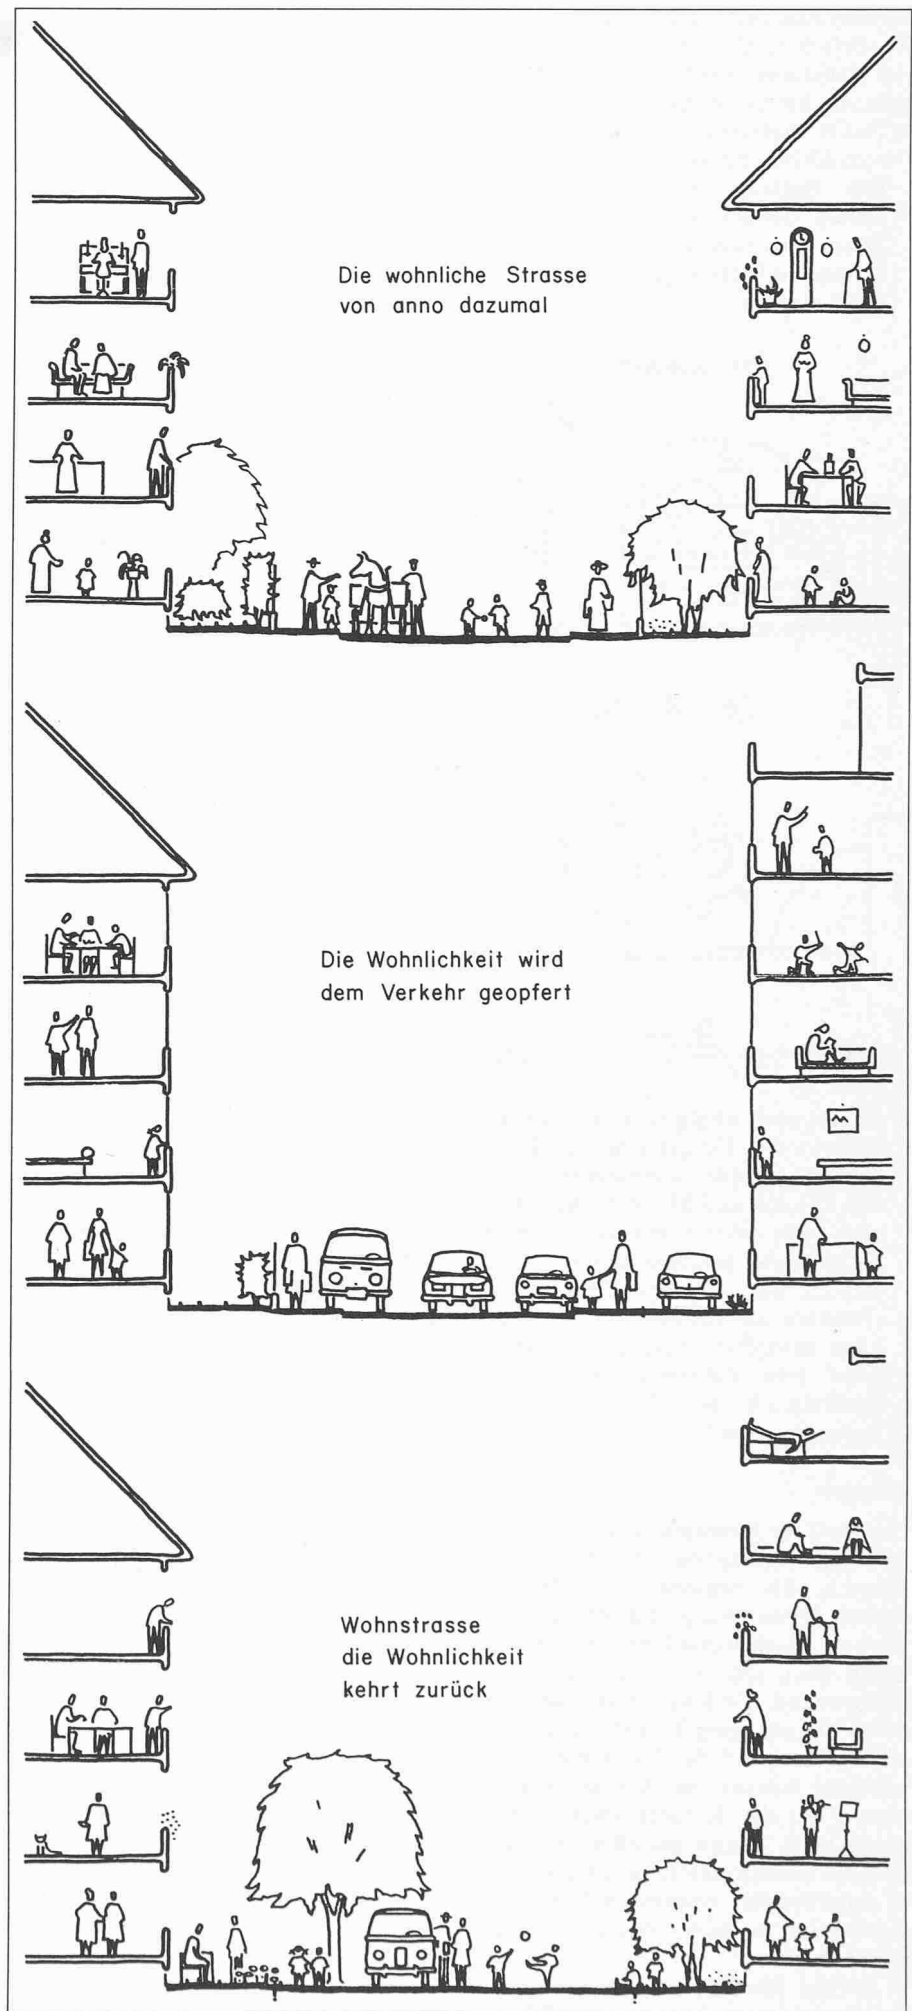 Die wohnliche Strasse
von anno dazumal
Die Wohnlichkeit wird
dem Verkehr geopfert
Wohnstrasse
die Wohnlichkeit
kehrt zurück